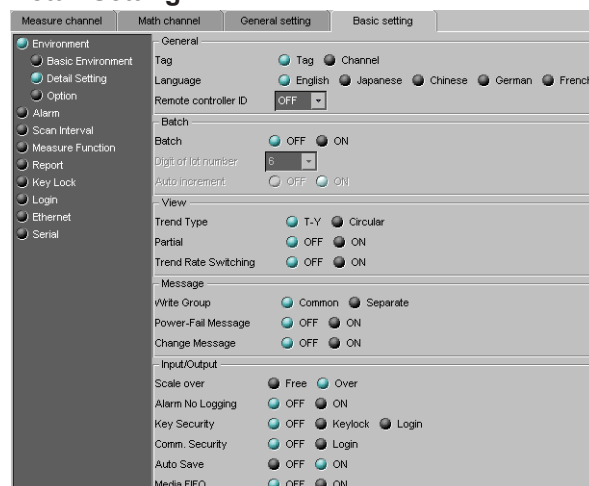 Measure channel Math channel General setting Basic setting
Environment
Basic Environment
Detail Setting
Option
Alarm
Scan Interval
Measure Function
Report
Key Lock
Login
Ethernet
Serial
General
Tag Tag Channel
Language English Japanese Chinese German French
Remote controller ID OFF
Batch
Batch OFF ON
Digit of lot number 6
Auto increment OFF ON
View
Trend Type T-Y Circular
Partial OFF ON
Trend Rate Switching OFF ON
Message
Write Group Common Separate
Power-Fail Message OFF ON
Change Message OFF ON
Input/Output
Scale over Free Over
Alarm No Logging OFF ON
Key Security OFF Keylock Login
Comm. Security OFF Login
Auto Save OFF ON
Media FIFO OFF ON